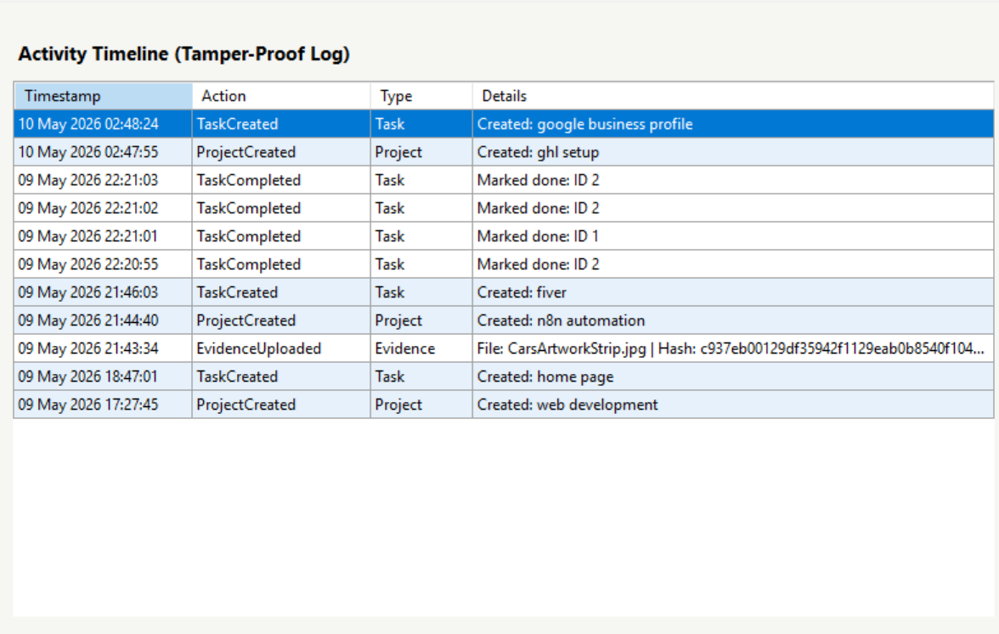 Activity Timeline (Tamper-Proof Log)
Timestamp Action Type Details
10 May 2026 02:48:24 TaskCreated Task Created: google business profile
10 May 2026 02:47:55 ProjectCreated Project Created: ghl setup
09 May 2026 22:21:03 TaskCompleted Task Marked done: ID 2
09 May 2026 22:21:02 TaskCompleted Task Marked done: ID 2
09 May 2026 22:21:01 TaskCompleted Task Marked done: ID 1
09 May 2026 22:20:55 TaskCompleted Task Marked done: ID 2
09 May 2026 21:46:03 TaskCreated Task Created: fiver
09 May 2026 21:44:40 ProjectCreated Project Created: n8n automation
09 May 2026 21:43:34 EvidenceUploaded Evidence File: CarsArtworkStrip.jpg | Hash: c937eb00129df35942f1129eab0b8540f104...
09 May 2026 18:47:01 TaskCreated Task Created: home page
09 May 2026 17:27:45 ProjectCreated Project Created: web development